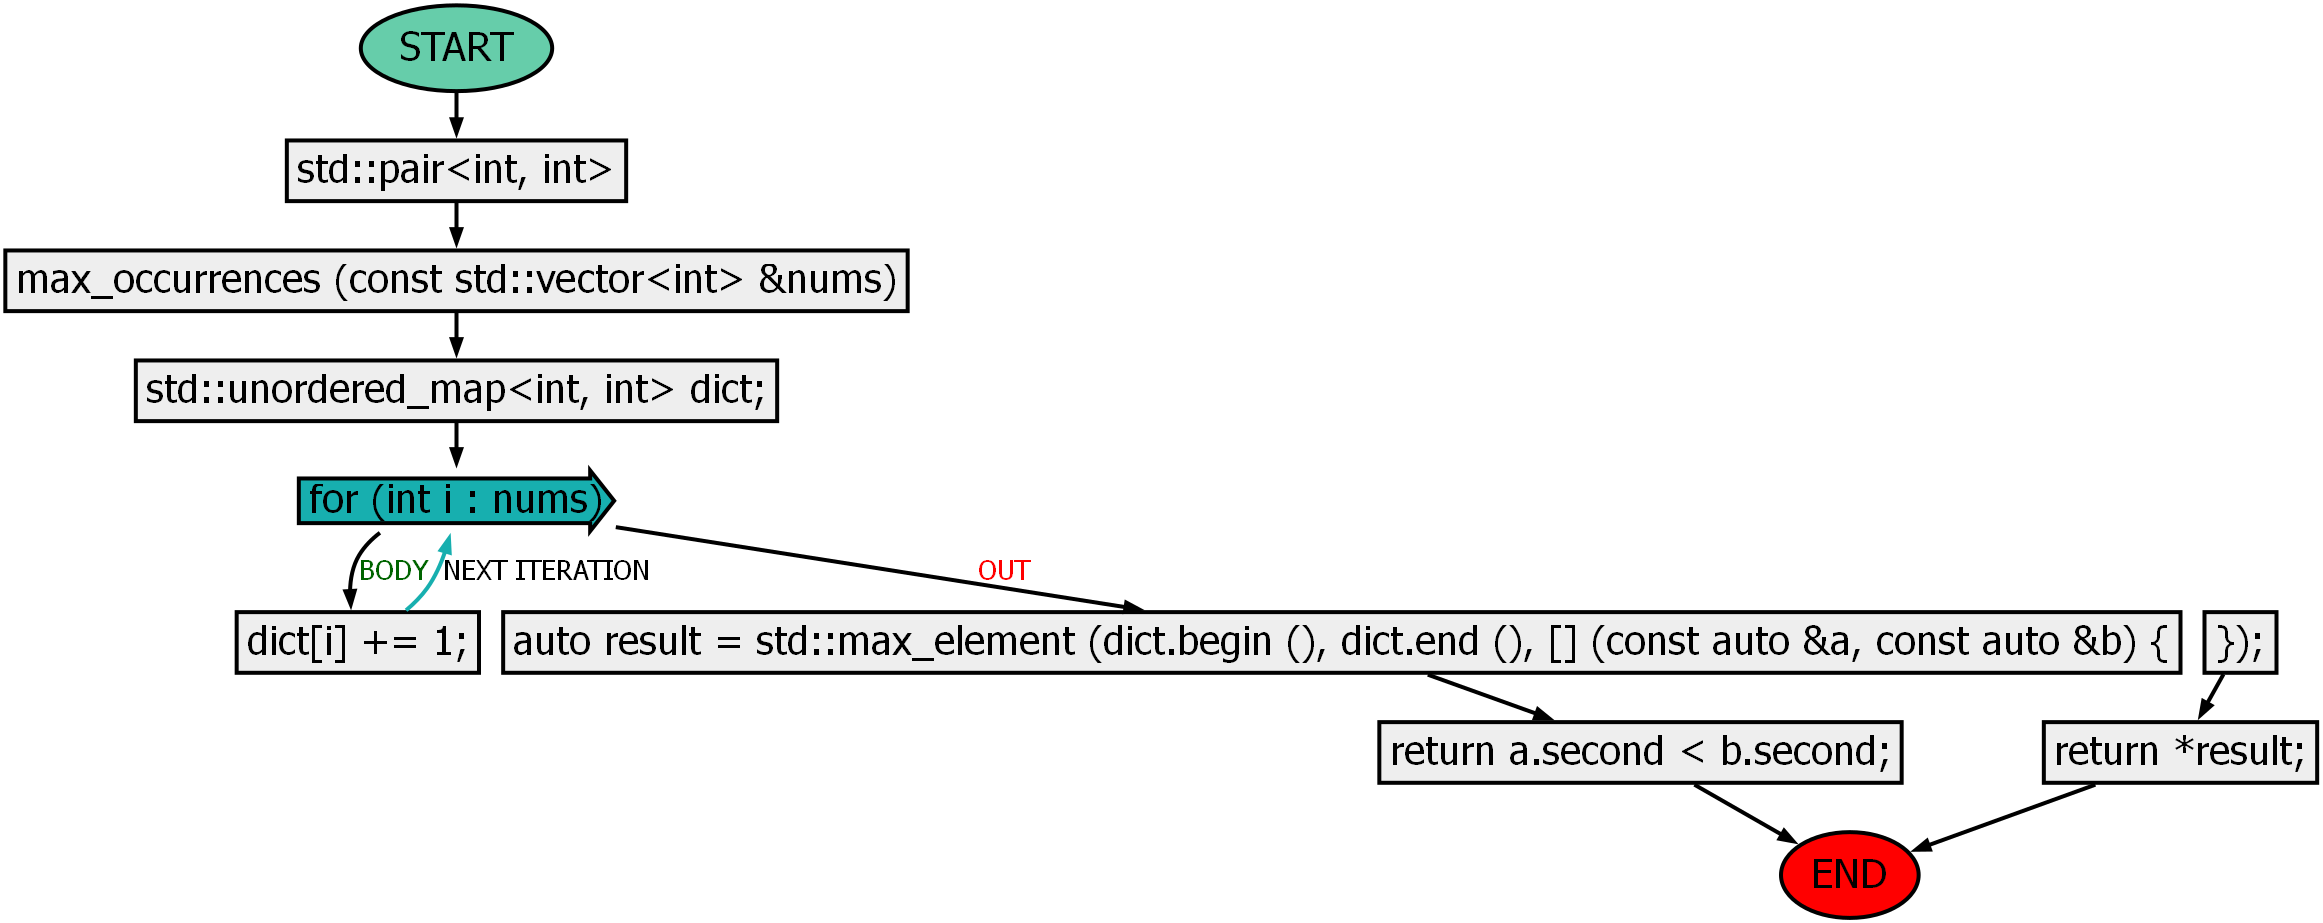 START
std::pair<int, int>
max_occurrences (const std::vector<int> &nums)
std::unordered_map<int, int> dict;
for (int i : nums)
BODY
NEXT ITERATION
OUT
dict[i] += 1;
auto result = std::max_element (dict.begin (), dict.end (), [] (const auto &a, const auto &b) {
});
return a.second < b.second;
return *result;
END